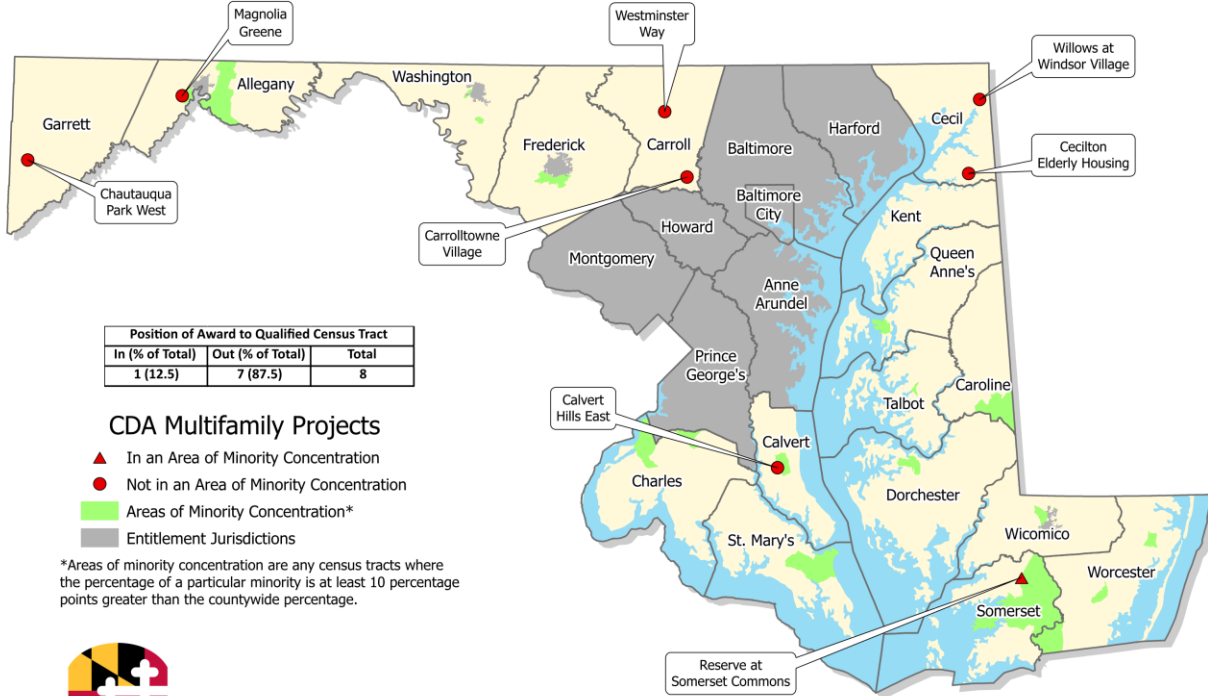 Magnolia
Greene
Westminster
Way
Willows at
Windsor Village
Garrett
Allegany
Washington
Frederick
Carroll
Baltimore
Harford
Cecil
Cecilton
Elderly Housing
Chautauqua
Park West
Carrolltowne
Village
Howard
Baltimore
City
Kent
Montgomery
Queen
Anne's
Anne
Arundel
Position of Award to Qualified Census Tract
In (% of Total) Out (% of Total) Total
1 (12.5) 7 (87.5) 8
Prince
George's
Talbot
Caroline
Calvert
Hills East
Calvert
CDA Multifamily Projects
In an Area of Minority Concentration
Not in an Area of Minority Concentration
Areas of Minority Concentration*
Entitlement Jurisdictions
*Areas of minority concentration are any census tracts where
the percentage of a particular minority is at least 10 percentage
points greater than the countywide percentage.
Charles
Dorchester
St. Mary's
Wicomico
Worcester
Somerset
Reserve at
Somerset Commons